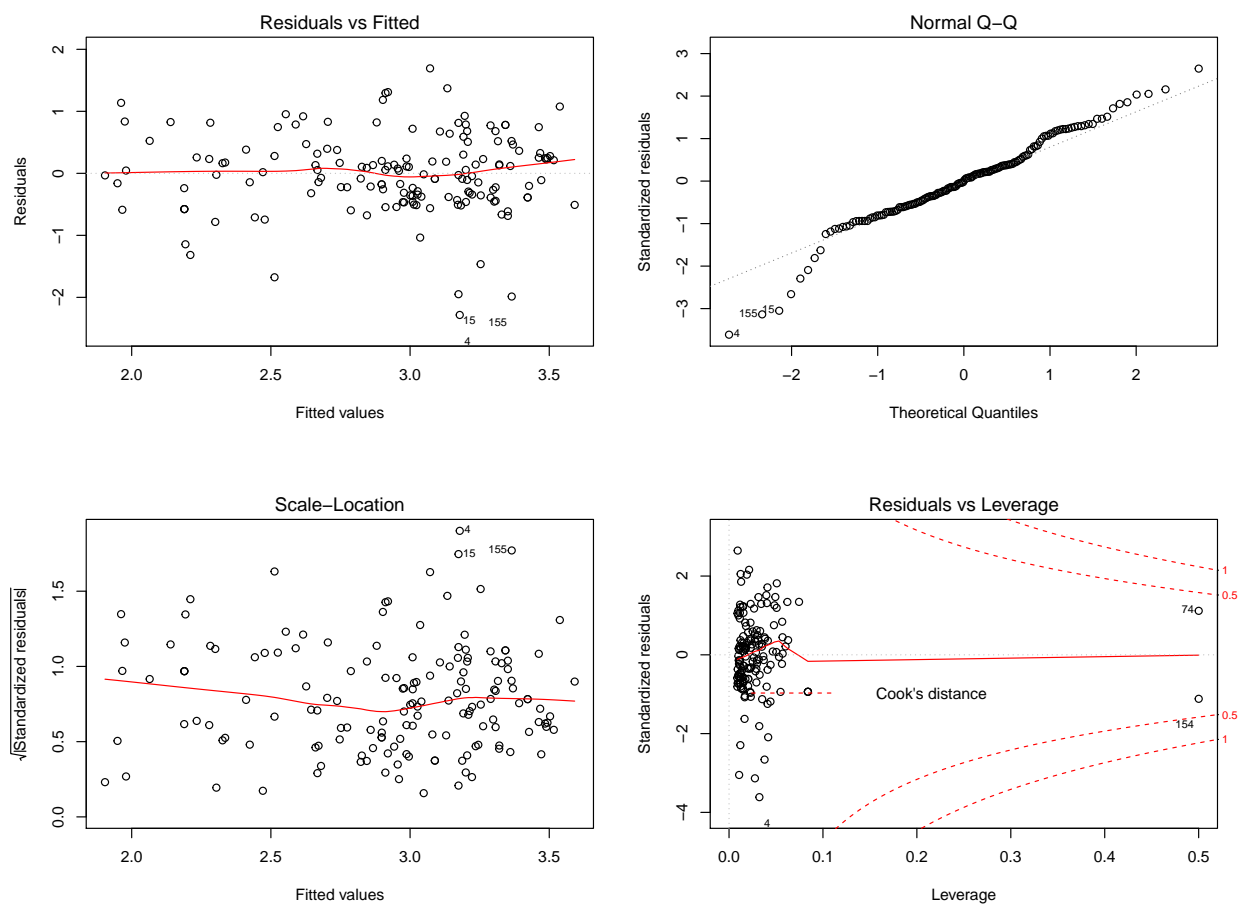 Residuals vs Fitted
Residuals
2
1
0
−1
−2
15
155
4
2.0 2.5 3.0 3.5
Fitted values
Normal Q−Q
Standardized residuals
3
2
1
0
−1
−2
−3
155 15
4
−2 −1 0 1 2
Theoretical Quantiles
Scale−Location
√|Standardized residuals|
1.5
1.0
0.5
0.0
4
15
155
2.0 2.5 3.0 3.5
Fitted values
Residuals vs Leverage
Standardized residuals
2
0
−2
−4
1
0.5
74
Cook's distance
0.5
154
1
4
0.0 0.1 0.2 0.3 0.4 0.5
Leverage